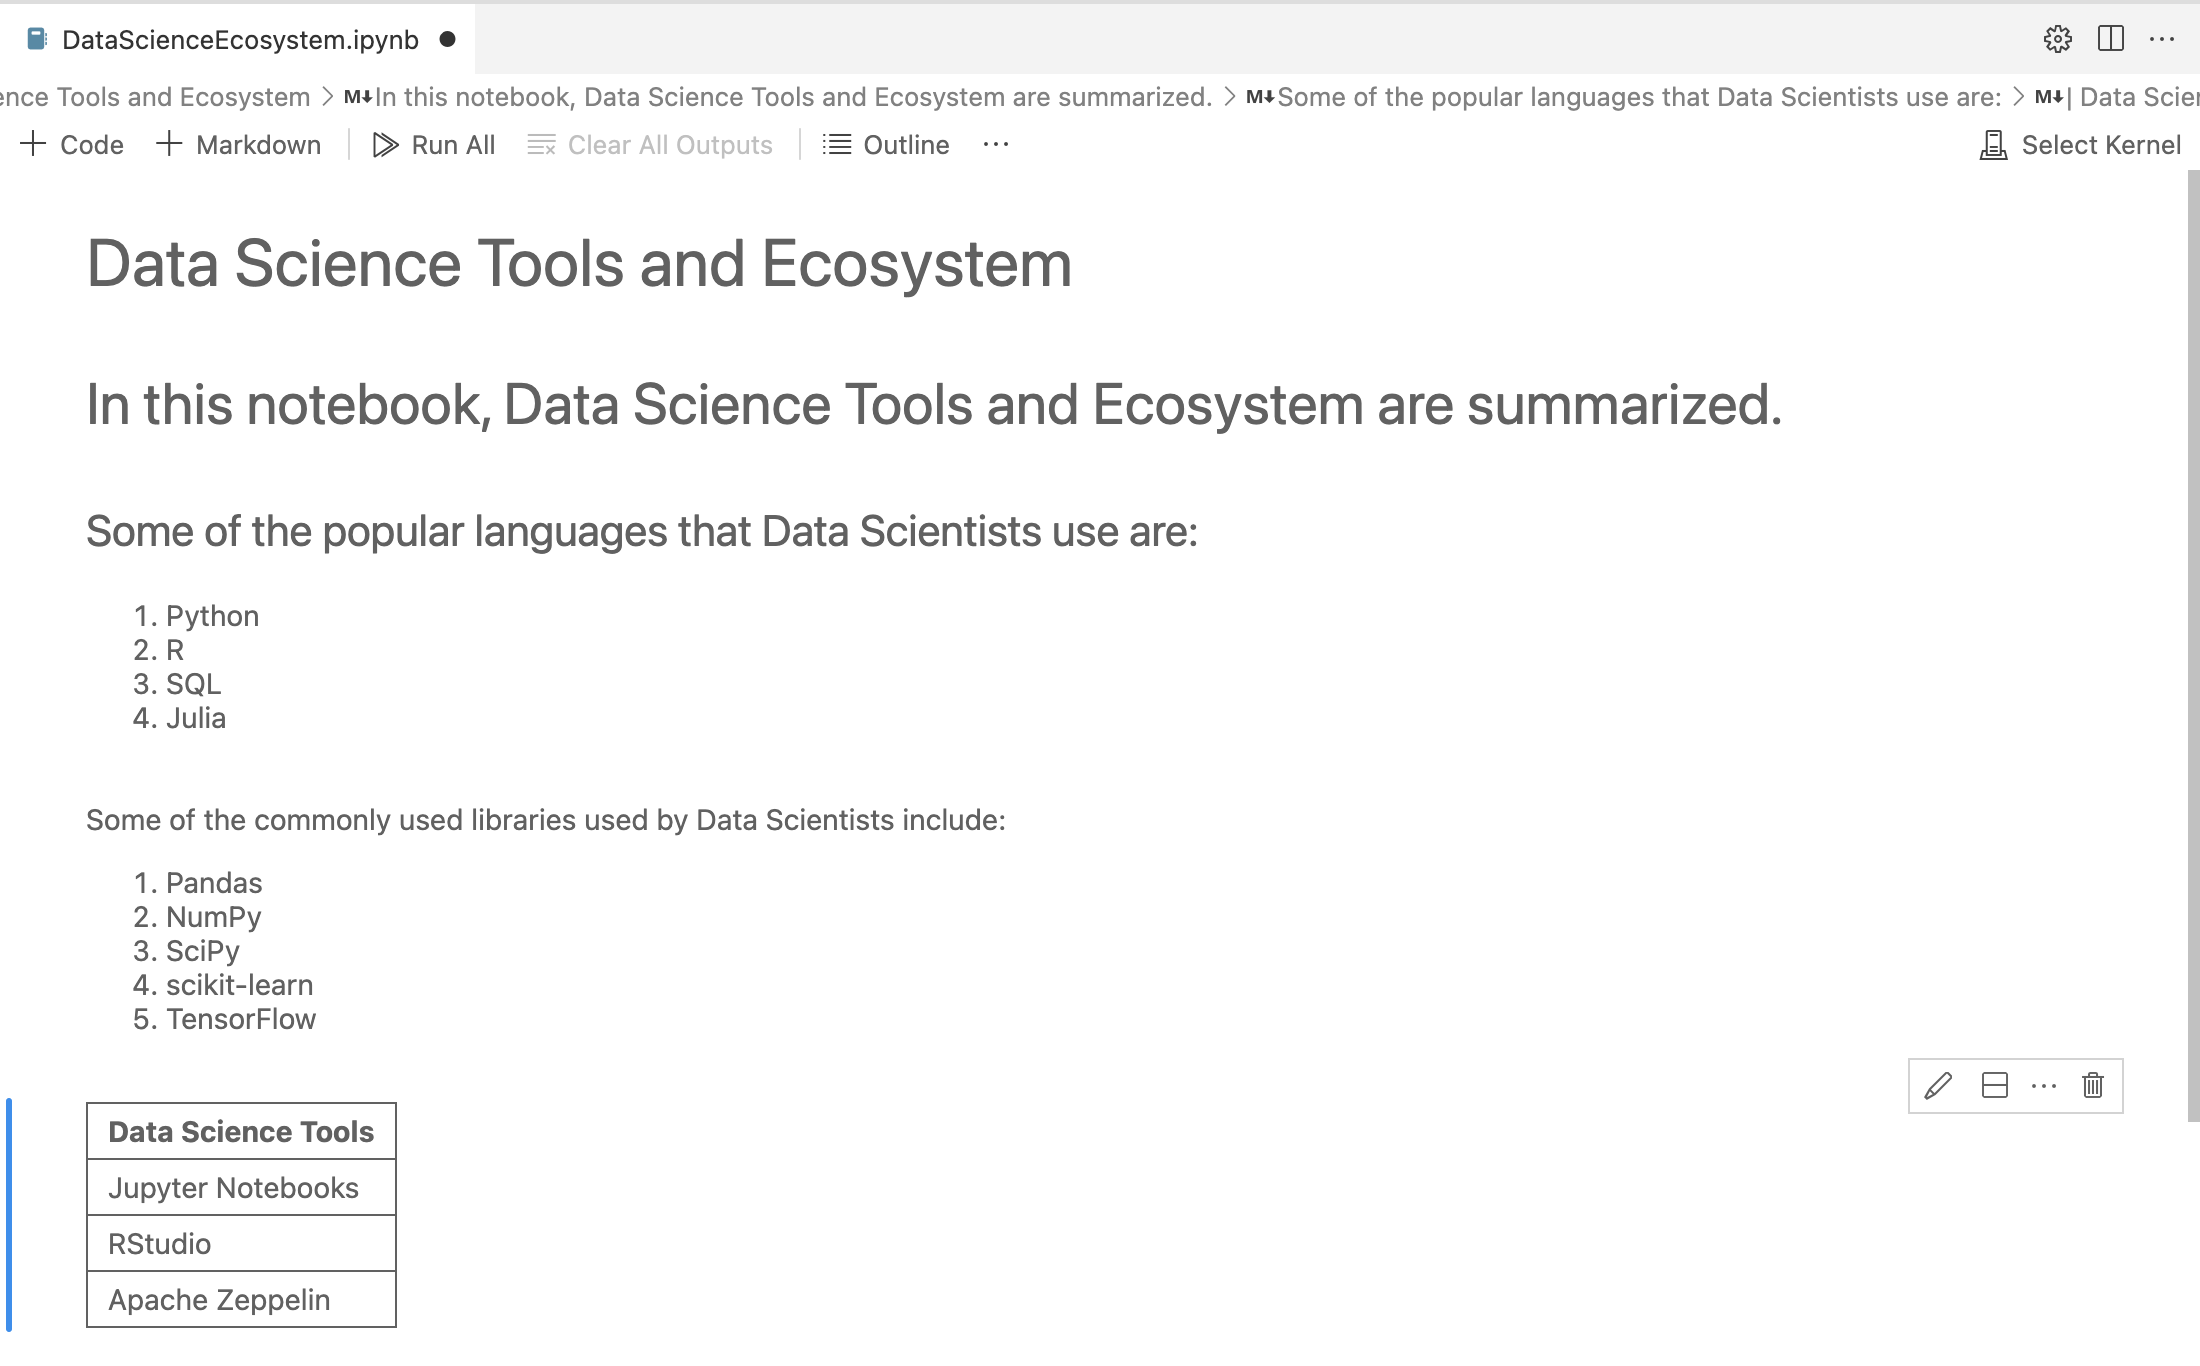 DataScienceEcosystem.ipynb
ence Tools and Ecosystem > M↓ In this notebook, Data Science Tools and Ecosystem are summarized. > M↓ Some of the popular languages that Data Scientists use are: > M↓ | Data Scie
+ Code + Markdown Run All Clear All Outputs Outline ... Select Kernel
Data Science Tools and Ecosystem
In this notebook, Data Science Tools and Ecosystem are summarized.
Some of the popular languages that Data Scientists use are:
1. Python
2. R
3. SQL
4. Julia
Some of the commonly used libraries used by Data Scientists include:
1. Pandas
2. NumPy
3. SciPy
4. scikit-learn
5. TensorFlow
Data Science Tools
Jupyter Notebooks
RStudio
Apache Zeppelin